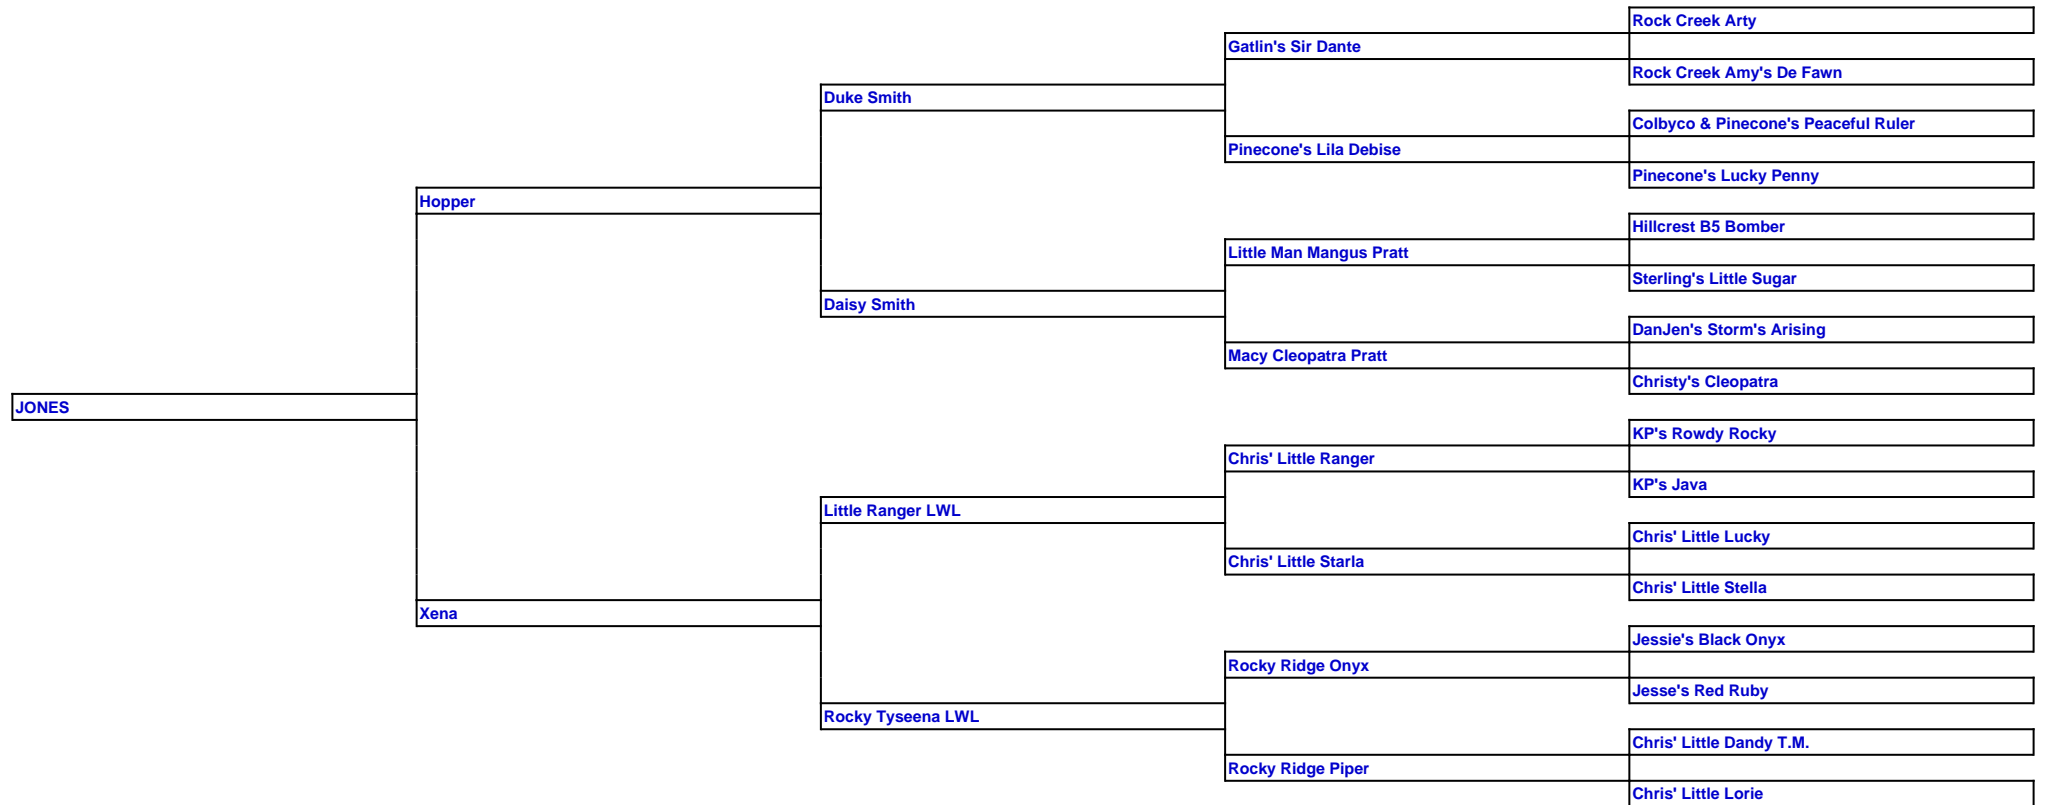 Rock Creek Arty
Gatlin's Sir Dante
Rock Creek Amy's De Fawn
Duke Smith
Colbyco & Pinecone's Peaceful Ruler
Pinecone's Lila Debise
Pinecone's Lucky Penny
Hopper
Hillcrest B5 Bomber
Little Man Mangus Pratt
Sterling's Little Sugar
Daisy Smith
DanJen's Storm's Arising
Macy Cleopatra Pratt
Christy's Cleopatra
JONES
KP's Rowdy Rocky
Chris' Little Ranger
KP's Java
Little Ranger LWL
Chris' Little Lucky
Chris' Little Starla
Chris' Little Stella
Xena
Jessie's Black Onyx
Rocky Ridge Onyx
Jesse's Red Ruby
Rocky Tyseena LWL
Chris' Little Dandy T.M.
Rocky Ridge Piper
Chris' Little Lorie